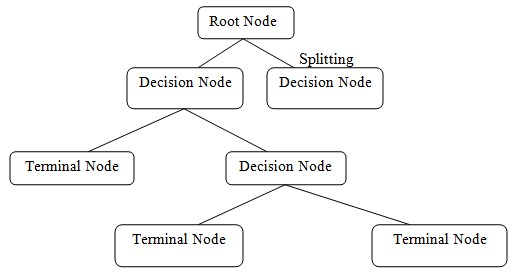 Root Node
Splitting
Decision Node
Decision Node
Terminal Node
Decision Node
Terminal Node
Terminal Node